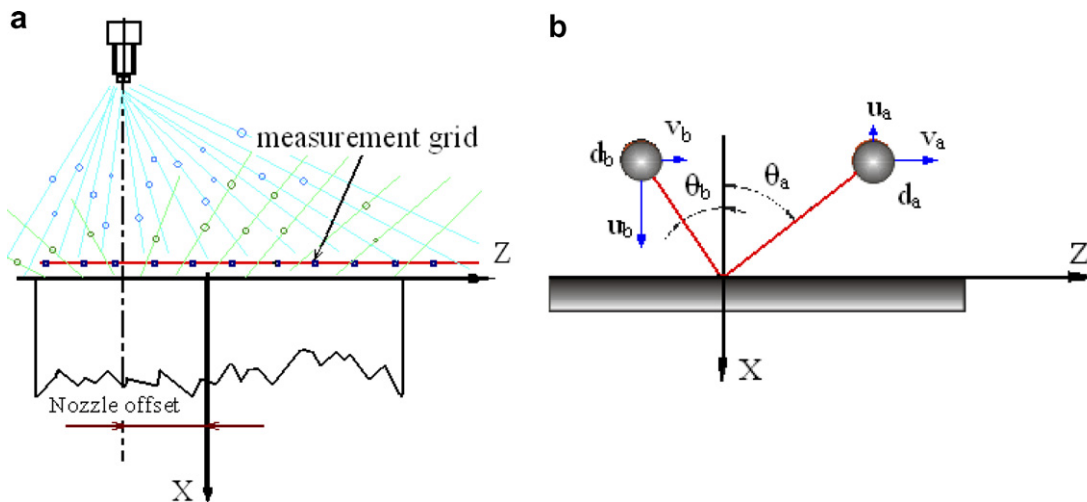 a
measurement grid
Z
Nozzle offset
X
b
v_b
d_b
θ_b
u_b
θ_a
u_a
v_a
d_a
Z
X